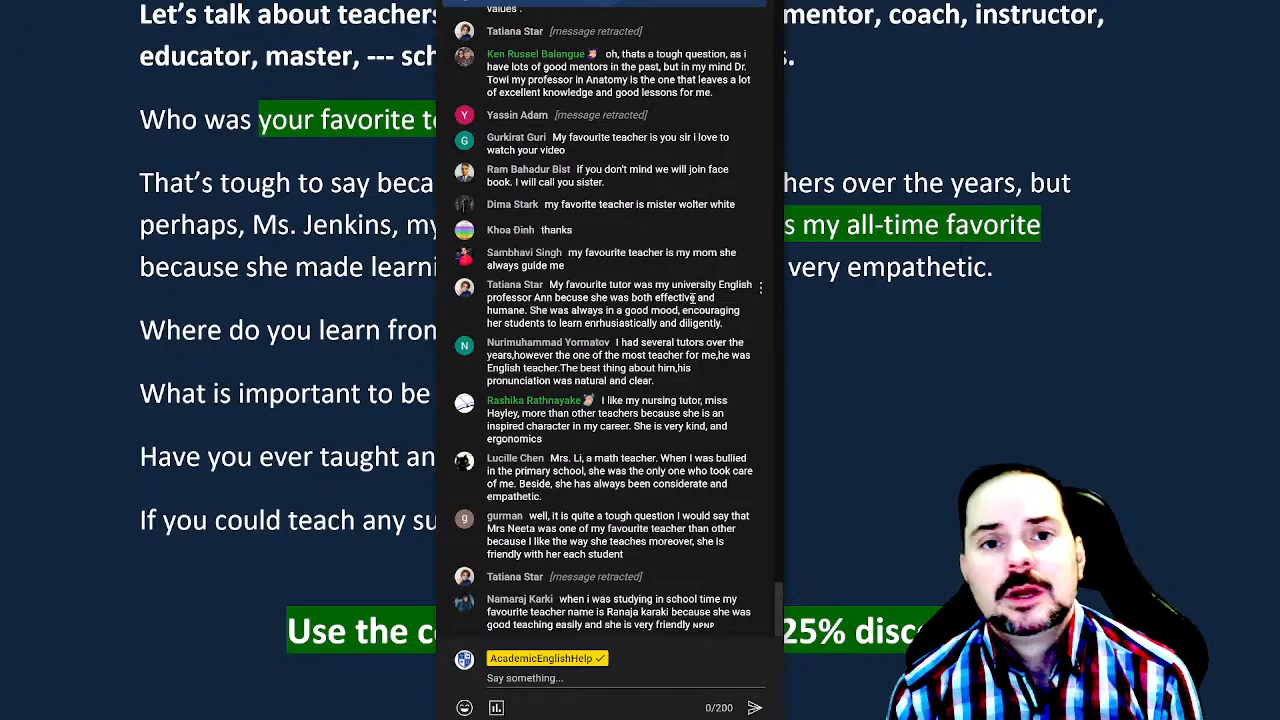 Let's talk about teachers
mentor, coach, instructor,
educator, master, --- sch
s.
Who was your favorite t
That's tough to say beca
hers over the years, but
perhaps, Ms. Jenkins, my
s my all-time favorite
because she made learni
very empathetic.
Where do you learn from
What is important to be
Have you ever taught an
If you could teach any su
Use the c
25% disc
values .
Tatiana Star [message retracted]
Ken Russel Balangue oh, thats a tough question, as i
have lots of good mentors in the past, but in my mind Dr.
Towl my professor in Anatomy is the one that leaves a lot
of excellent knowledge and good lessons for me.
Y Yassin Adam [message retracted]
G Gurkirat Guri My favourite teacher is you sir i love to
watch your video
Ram Bahadur Bist if you don't mind we will join face
book. I will call you sister.
Dima Stark my favorite teacher is mister wolter white
Khoa Đình thanks
Sambhavi Singh my favourite teacher is my mom she
always guide me
Tatiana Star My favourite tutor was my university English
professor Ann becuse she was both effective and
humane. She was always in a good mood, encouraging
her students to learn enrhusiastically and diligently.
N Nurimuhammad Yormatov I had several tutors over the
years,however the one of the most teacher for me,he was
English teacher.The best thing about him,his
pronunciation was natural and clear.
Rashika Rathnayake I like my nursing tutor, miss
Hayley, more than other teachers because she is an
inspired character in my career. She is very kind, and
ergonomics
Lucille Chen Mrs. Li, a math teacher. When I was bullied
in the primary school, she was the only one who took care
of me. Beside, she has always been considerate and
empathetic.
g gurman well, it is quite a tough question I would say that
Mrs Neeta was one of my favourite teacher than other
because I like the way she teaches moreover, she is
friendly with her each student
Tatiana Star [message retracted]
Namaraj Karki when i was studying in school time my
favourite teacher name is Ranaja karaki because she was
good teaching easily and she is very friendly ɴᴘɴᴘ
AcademicEnglishHelp
Say something...
0/200